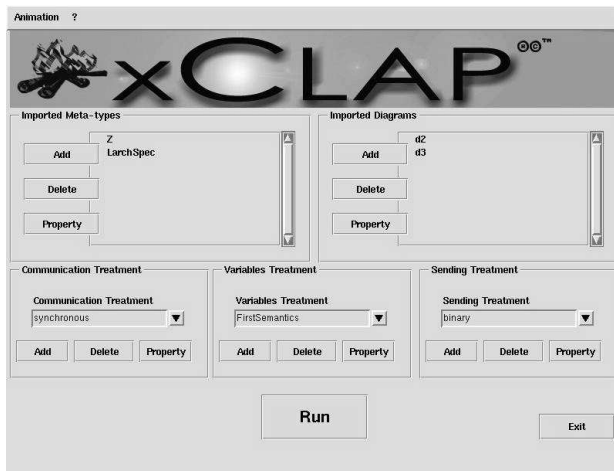 Animation ?
xCLAP ®©™
Imported Meta-types
Z
LarchSpec
Add
Delete
Property
Imported Diagrams
d2
d3
Add
Delete
Property
Communication Treatment
Communication Treatment
synchronous
Add Delete Property
Variables Treatment
Variables Treatment
FirstSemantics
Add Delete Property
Sending Treatment
Sending Treatment
binary
Add Delete Property
Run
Exit